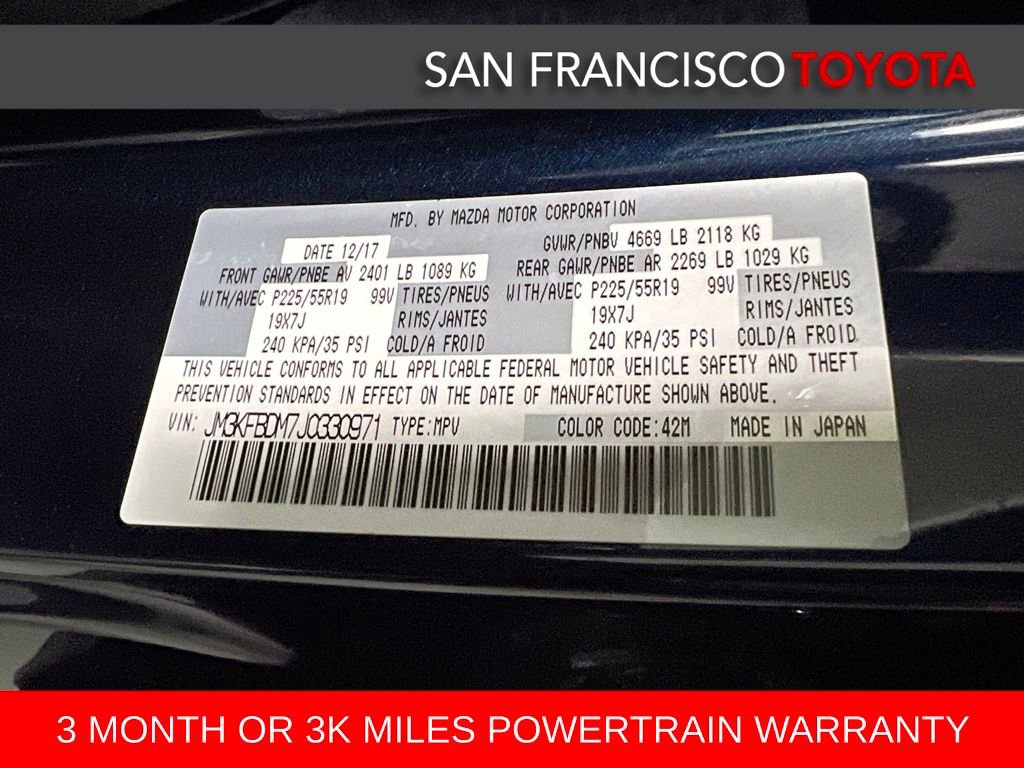 SAN FRANCISCO TOYOTA
MFD. BY MAZDA MOTOR CORPORATION
DATE 12/17 GVWR/PNBV 4669 LB 2118 KG
FRONT GAWR/PNBE AV 2401 LB 1089 KG REAR GAWR/PNBE AR 2269 LB 1029 KG
WITH/AVEC P225/55R19 99V TIRES/PNEUS WITH/AVEC P225/55R19 99V TIRES/PNEUS
19X7J RIMS/JANTES 19X7J RIMS/JANTES
240 KPA/35 PSI COLD/A FROID 240 KPA/35 PSI COLD/A FROID
THIS VEHICLE CONFORMS TO ALL APPLICABLE FEDERAL MOTOR VEHICLE SAFETY AND THEFT
PREVENTION STANDARDS IN EFFECT ON THE DATE OF MANUFACTURE SHOWN ABOVE.
VIN: JM3KFBDM7J0330971 TYPE:MPV COLOR CODE:42M MADE IN JAPAN
3 MONTH OR 3K MILES POWERTRAIN WARRANTY